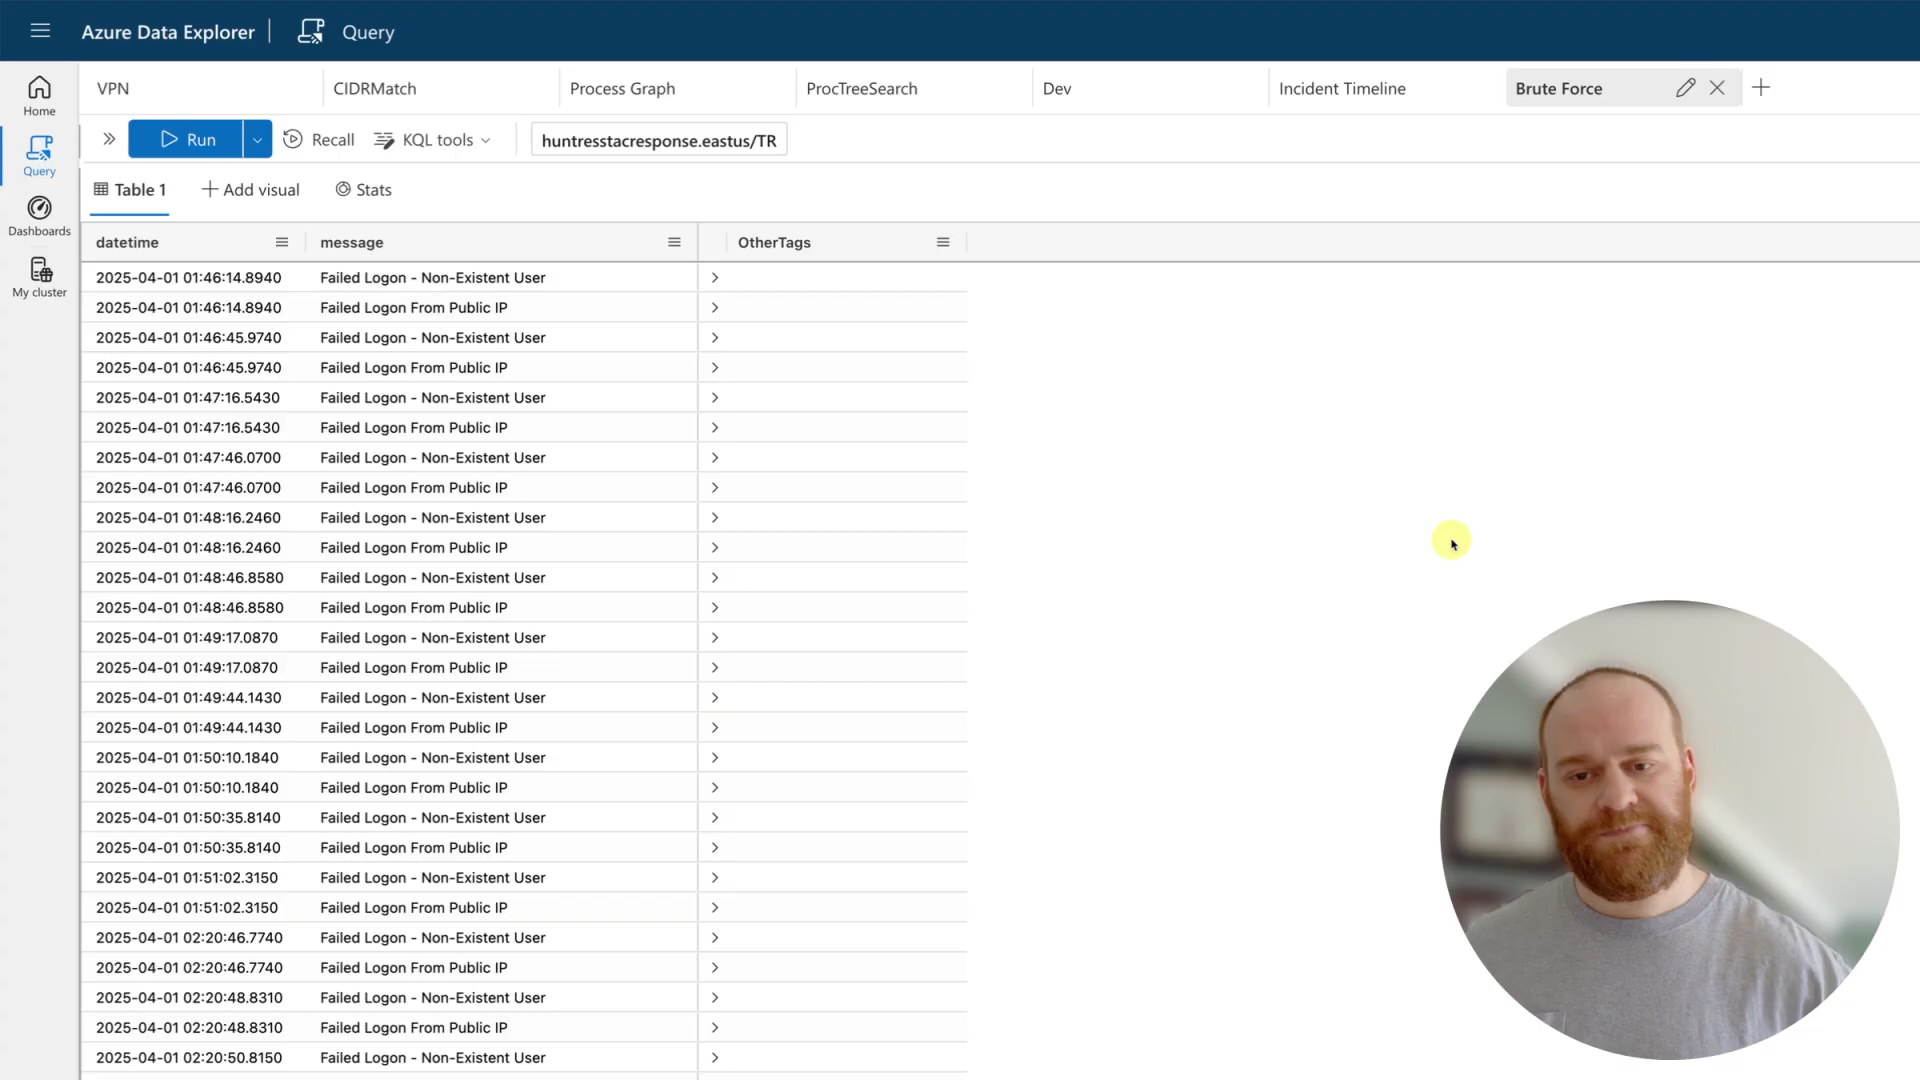 Azure Data Explorer | Query
VPN CIDRMatch Process Graph ProcTreeSearch Dev Incident Timeline Brute Force
Home
Run Recall KQL tools huntresstacresponse.eastus/TR
Query
Table 1 Add visual Stats
Dashboards
datetime message OtherTags
My cluster
2025-04-01 01:46:14.8940 Failed Logon - Non-Existent User
2025-04-01 01:46:14.8940 Failed Logon From Public IP
2025-04-01 01:46:45.9740 Failed Logon - Non-Existent User
2025-04-01 01:46:45.9740 Failed Logon From Public IP
2025-04-01 01:47:16.5430 Failed Logon - Non-Existent User
2025-04-01 01:47:16.5430 Failed Logon From Public IP
2025-04-01 01:47:46.0700 Failed Logon - Non-Existent User
2025-04-01 01:47:46.0700 Failed Logon From Public IP
2025-04-01 01:48:16.2460 Failed Logon - Non-Existent User
2025-04-01 01:48:16.2460 Failed Logon From Public IP
2025-04-01 01:48:46.8580 Failed Logon - Non-Existent User
2025-04-01 01:48:46.8580 Failed Logon From Public IP
2025-04-01 01:49:17.0870 Failed Logon - Non-Existent User
2025-04-01 01:49:17.0870 Failed Logon From Public IP
2025-04-01 01:49:44.1430 Failed Logon - Non-Existent User
2025-04-01 01:49:44.1430 Failed Logon From Public IP
2025-04-01 01:50:10.1840 Failed Logon - Non-Existent User
2025-04-01 01:50:10.1840 Failed Logon From Public IP
2025-04-01 01:50:35.8140 Failed Logon - Non-Existent User
2025-04-01 01:50:35.8140 Failed Logon From Public IP
2025-04-01 01:51:02.3150 Failed Logon - Non-Existent User
2025-04-01 01:51:02.3150 Failed Logon From Public IP
2025-04-01 02:20:46.7740 Failed Logon - Non-Existent User
2025-04-01 02:20:46.7740 Failed Logon From Public IP
2025-04-01 02:20:48.8310 Failed Logon - Non-Existent User
2025-04-01 02:20:48.8310 Failed Logon From Public IP
2025-04-01 02:20:50.8150 Failed Logon - Non-Existent User